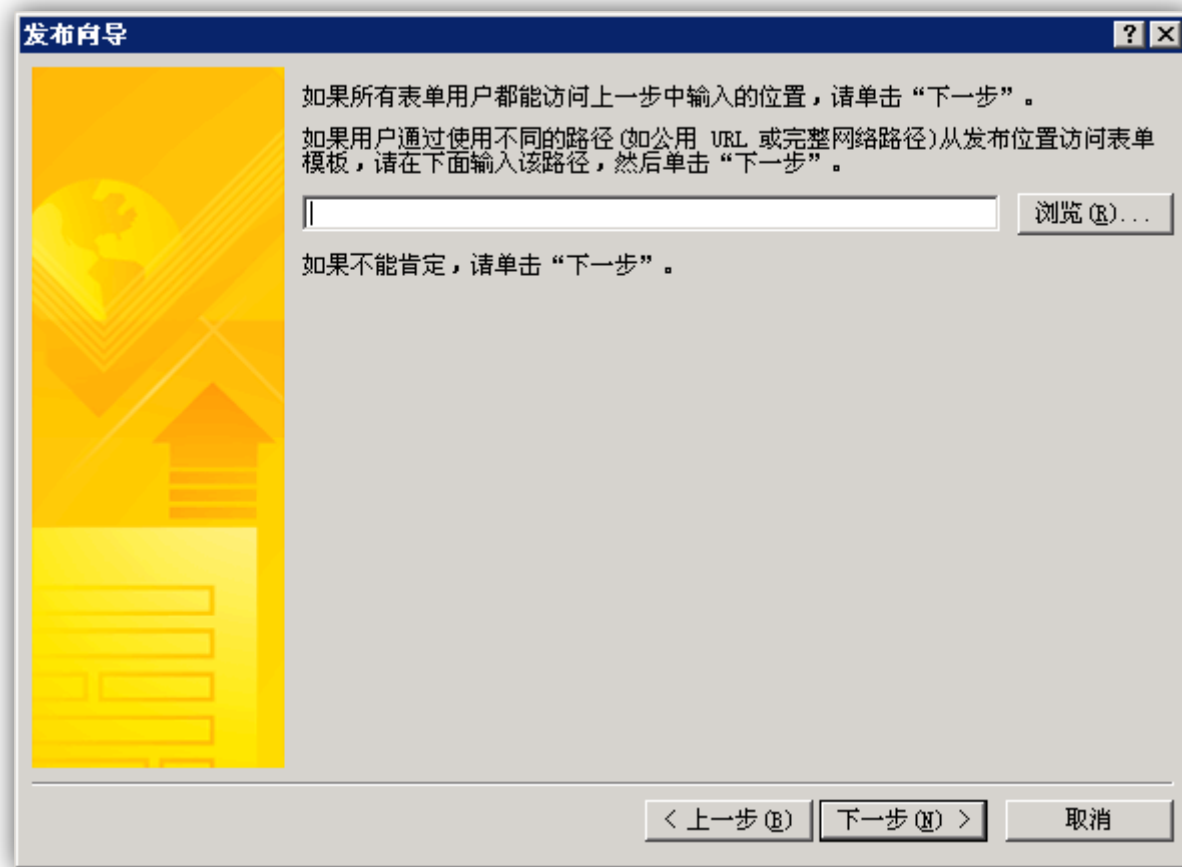 发布向导
如果所有表单用户都能访问上一步中输入的位置，请单击“下一步”。
如果用户通过使用不同的路径(如公用 URL 或完整网络路径)从发布位置访问表单
模板，请在下面输入该路径，然后单击“下一步”。
浏览(R)...
如果不能肯定，请单击“下一步”。
< 上一步(B)
下一步(N) >
取消